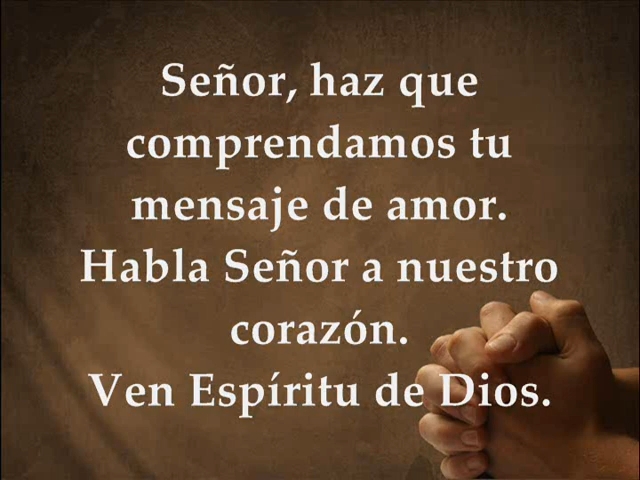 Señor, haz que
comprendamos tu
mensaje de amor.
Habla Señor a nuestro
corazón.
Ven Espíritu de Dios.